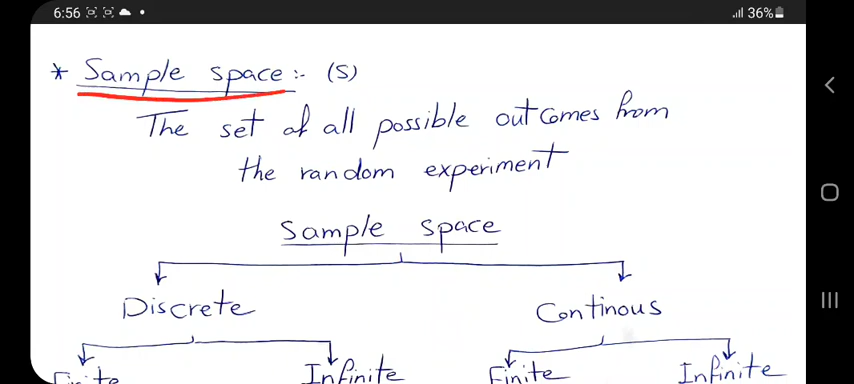 6:56
36%
* Sample space :- (S)
The set of all possible outcomes from
the random experiment
Sample space
Discrete
Continous
Finite
Infinite
Finite
Infinite